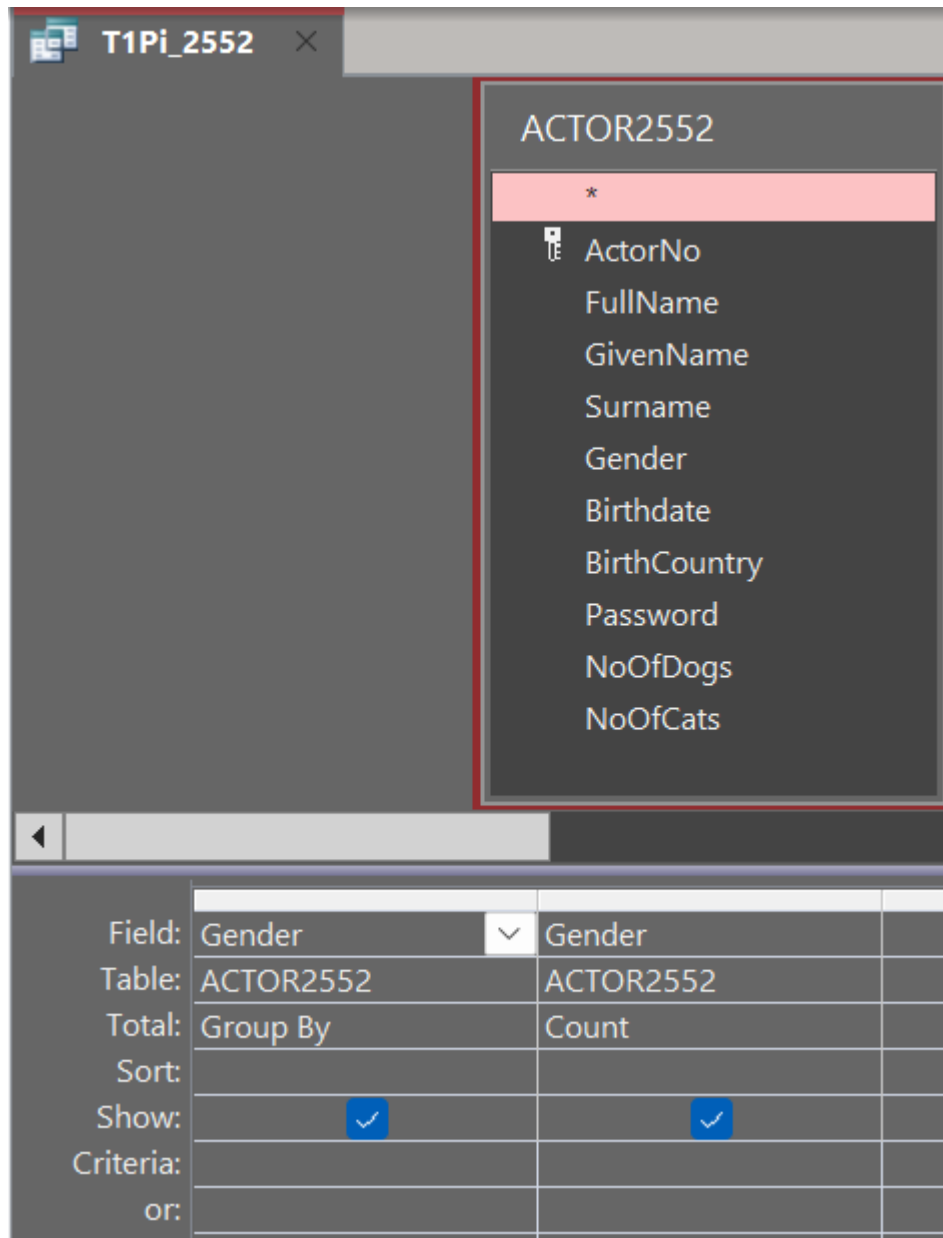 T1Pi_2552
ACTOR2552
*
ActorNo
FullName
GivenName
Surname
Gender
Birthdate
BirthCountry
Password
NoOfDogs
NoOfCats
Field: Gender Gender
Table: ACTOR2552 ACTOR2552
Total: Group By Count
Sort:
Show:
Criteria:
or: